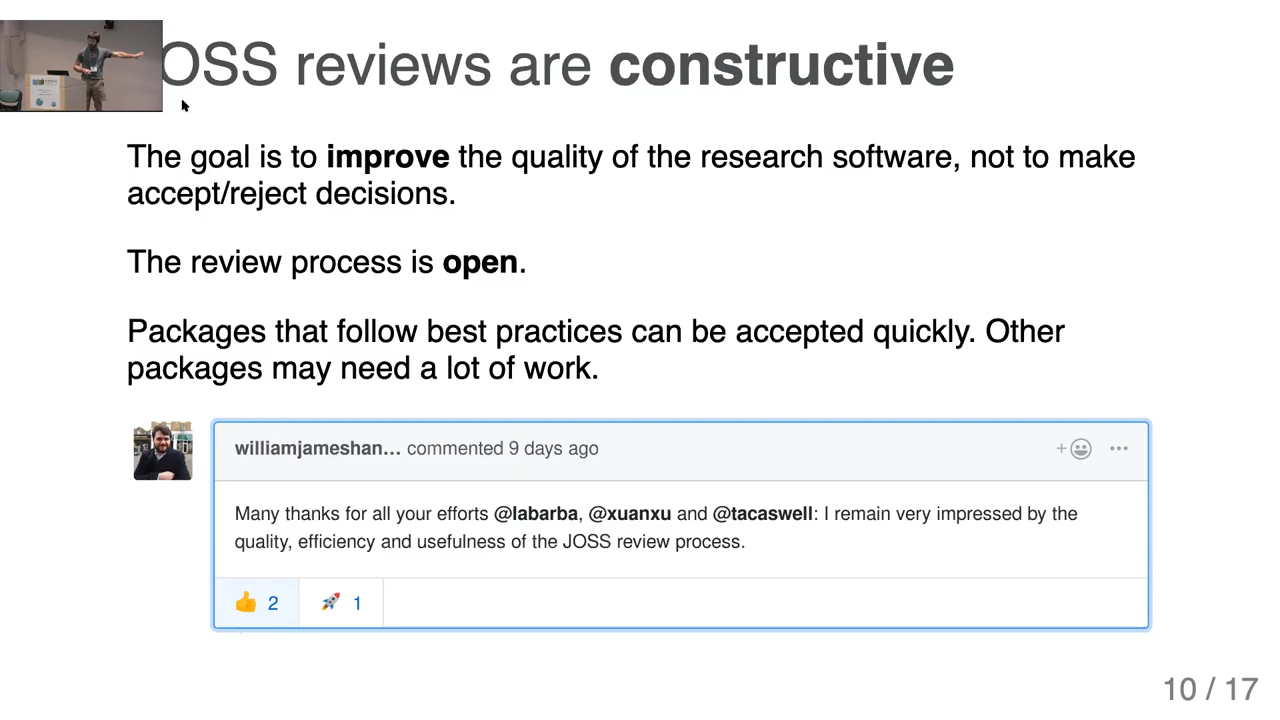 JOSS reviews are constructive
The goal is to improve the quality of the research software, not to make
accept/reject decisions.
The review process is open.
Packages that follow best practices can be accepted quickly. Other
packages may need a lot of work.
williamjameshan... commented 9 days ago
Many thanks for all your efforts @labarba, @xuanxu and @tacaswell: I remain very impressed by the
quality, efficiency and usefulness of the JOSS review process.
👍 2 🚀 1
10 / 17